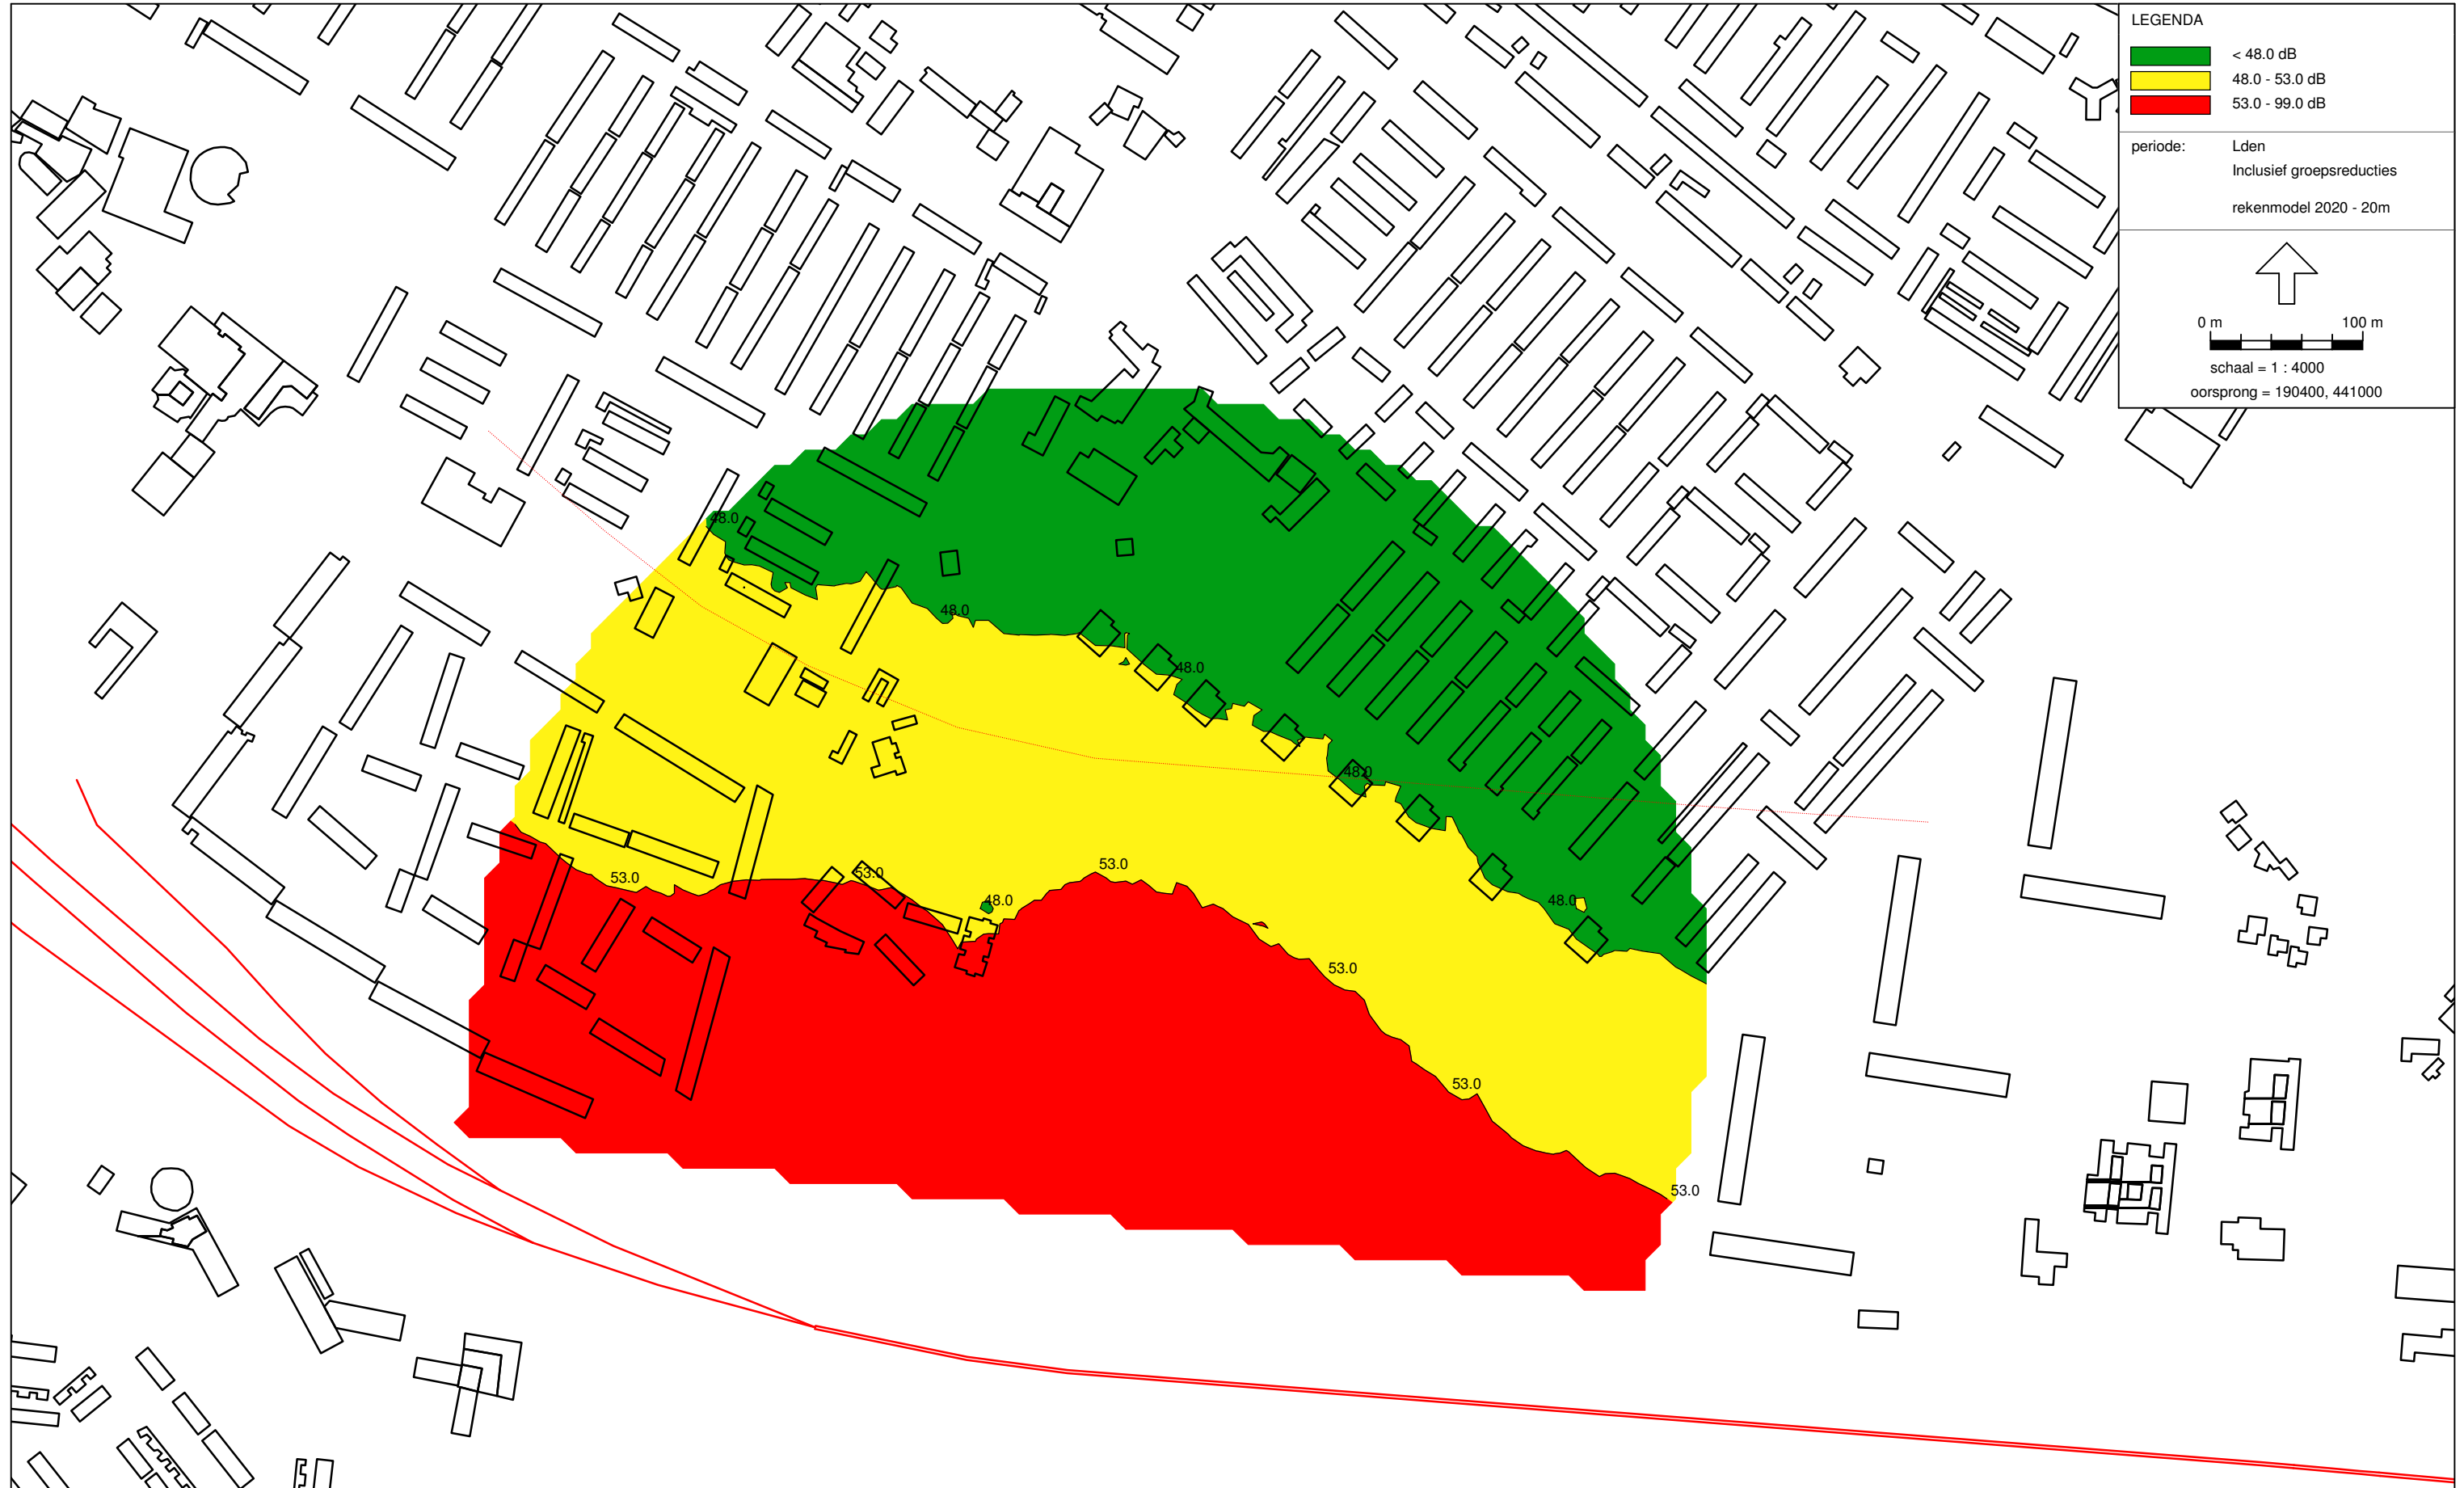 LEGENDA
< 48.0 dB
48.0 - 53.0 dB
53.0 - 99.0 dB
periode: Lden
Inclusief groepsreducties
rekenmodel 2020 - 20m
0 m 100 m
schaal = 1 : 4000
oorsprong = 190400, 441000
48.0
48.0
48.0
48.0
53.0
53.0
53.0
48.0
48.0
53.0
53.0
53.0